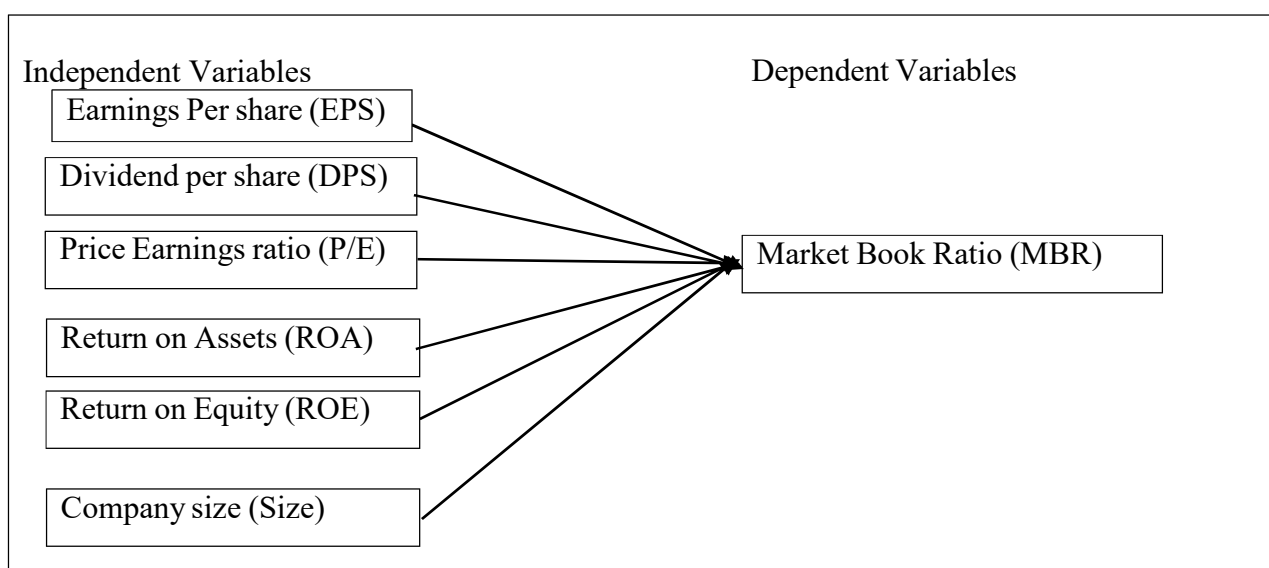 Independent Variables
Dependent Variables
Earnings Per share (EPS)
Dividend per share (DPS)
Price Earnings ratio (P/E)
Market Book Ratio (MBR)
Return on Assets (ROA)
Return on Equity (ROE)
Company size (Size)